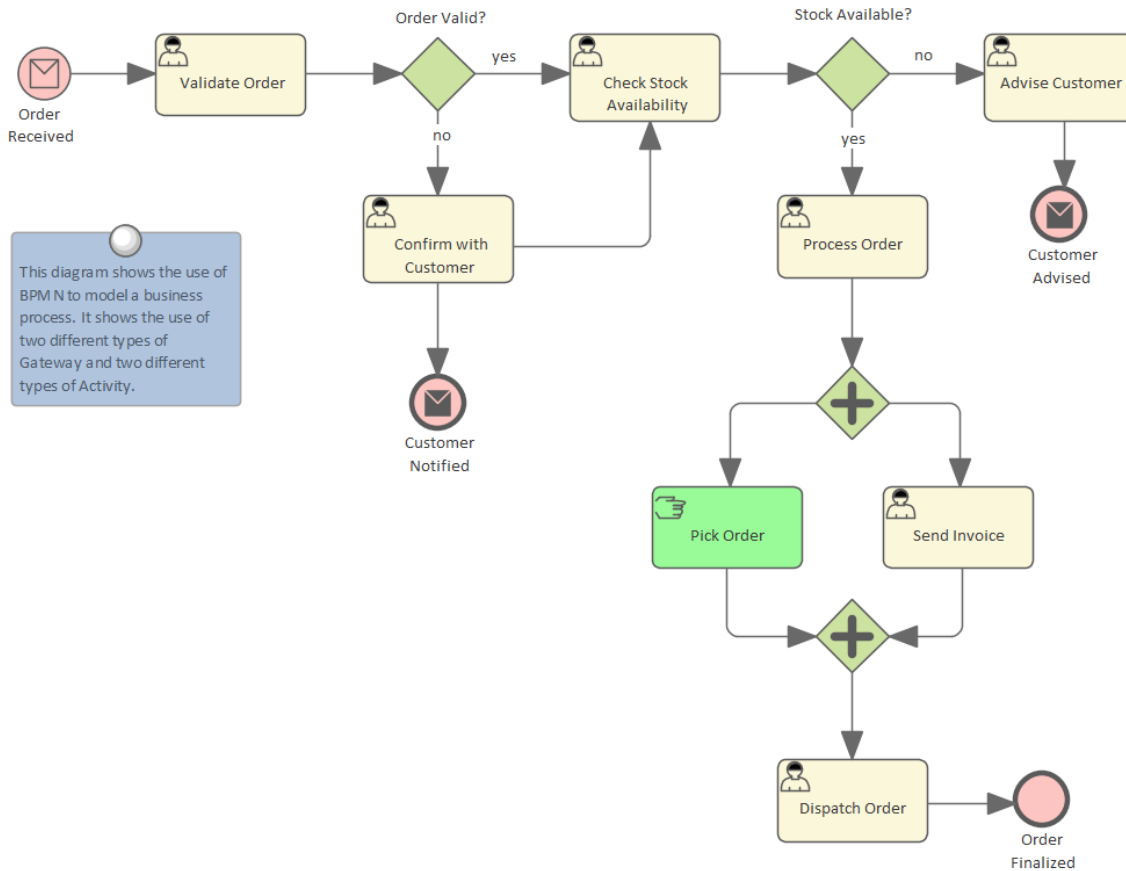 Order Valid?
Stock Available?
yes
no
Validate Order
Check Stock
Availability
Advise Customer
Order
Received
no
yes
Confirm with
Customer
Process Order
Customer
Advised
This diagram shows the use of
BPMN to model a business
process. It shows the use of
two different types of
Gateway and two different
types of Activity.
Customer
Notified
Pick Order
Send Invoice
Dispatch Order
Order
Finalized